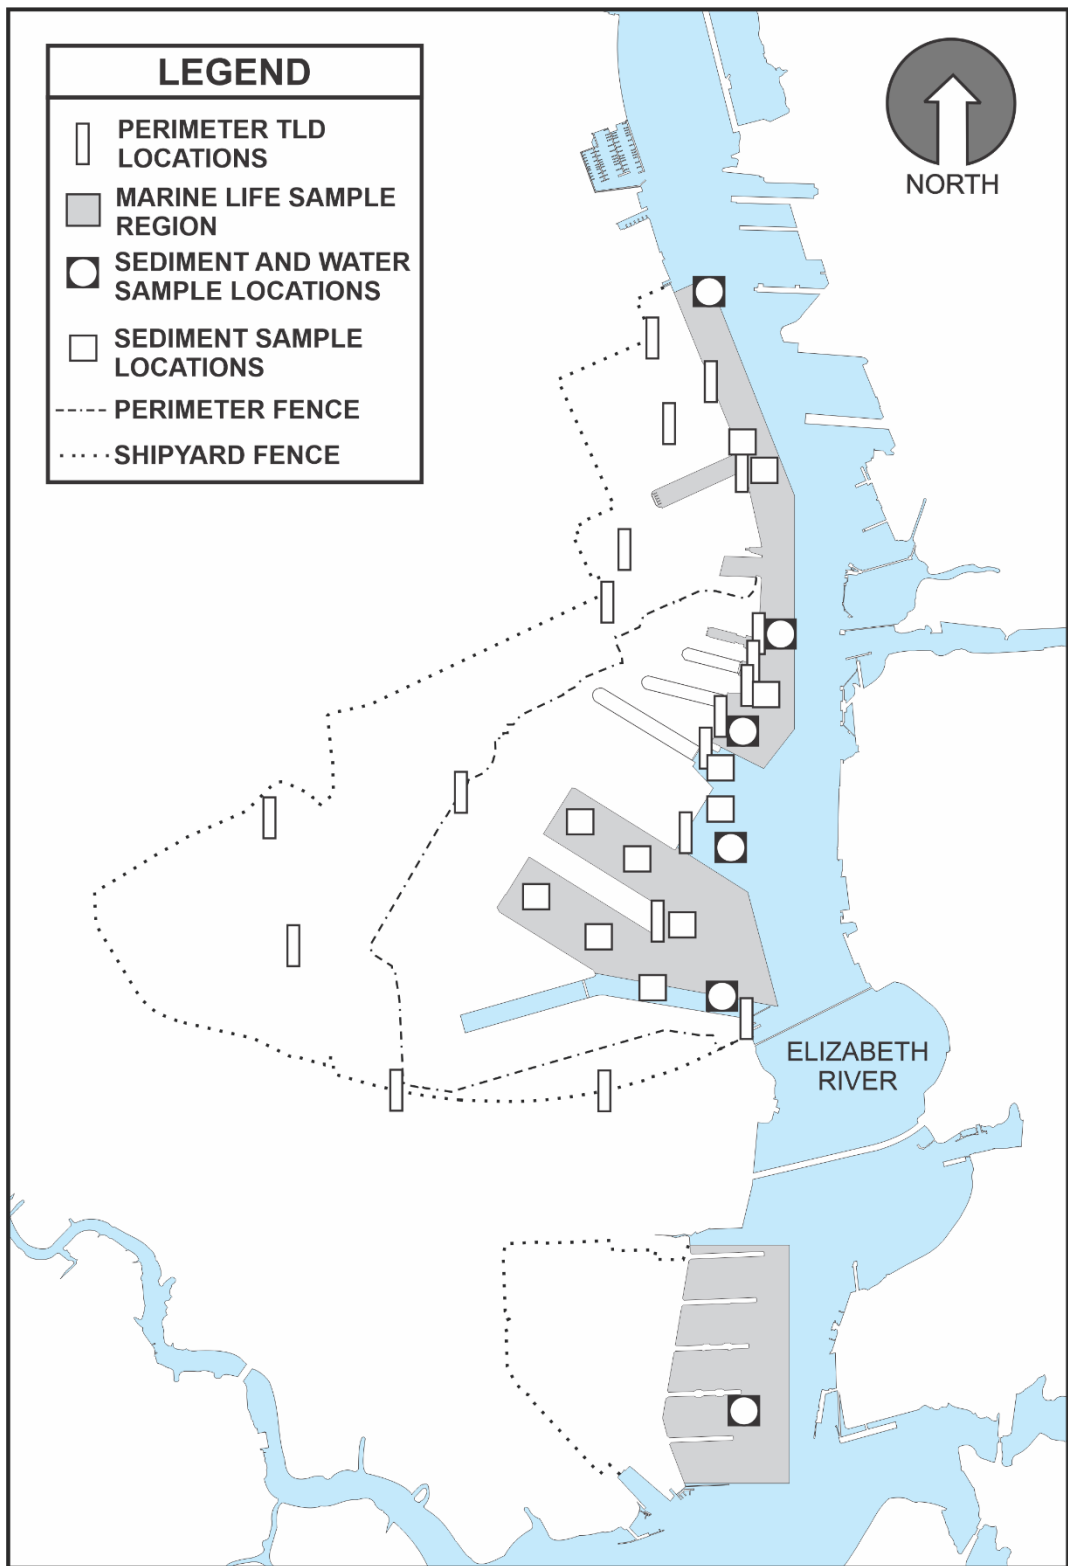 LEGEND
PERIMETER TLD
LOCATIONS
MARINE LIFE SAMPLE
REGION
SEDIMENT AND WATER
SAMPLE LOCATIONS
SEDIMENT SAMPLE
LOCATIONS
PERIMETER FENCE
SHIPYARD FENCE
NORTH
ELIZABETH
RIVER